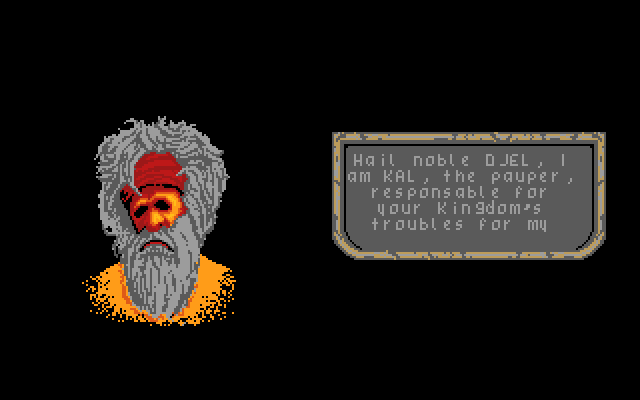 Hail noble DJEL, I
am KAL, the pauper,
responsable for
your kingdom's
troubles for my